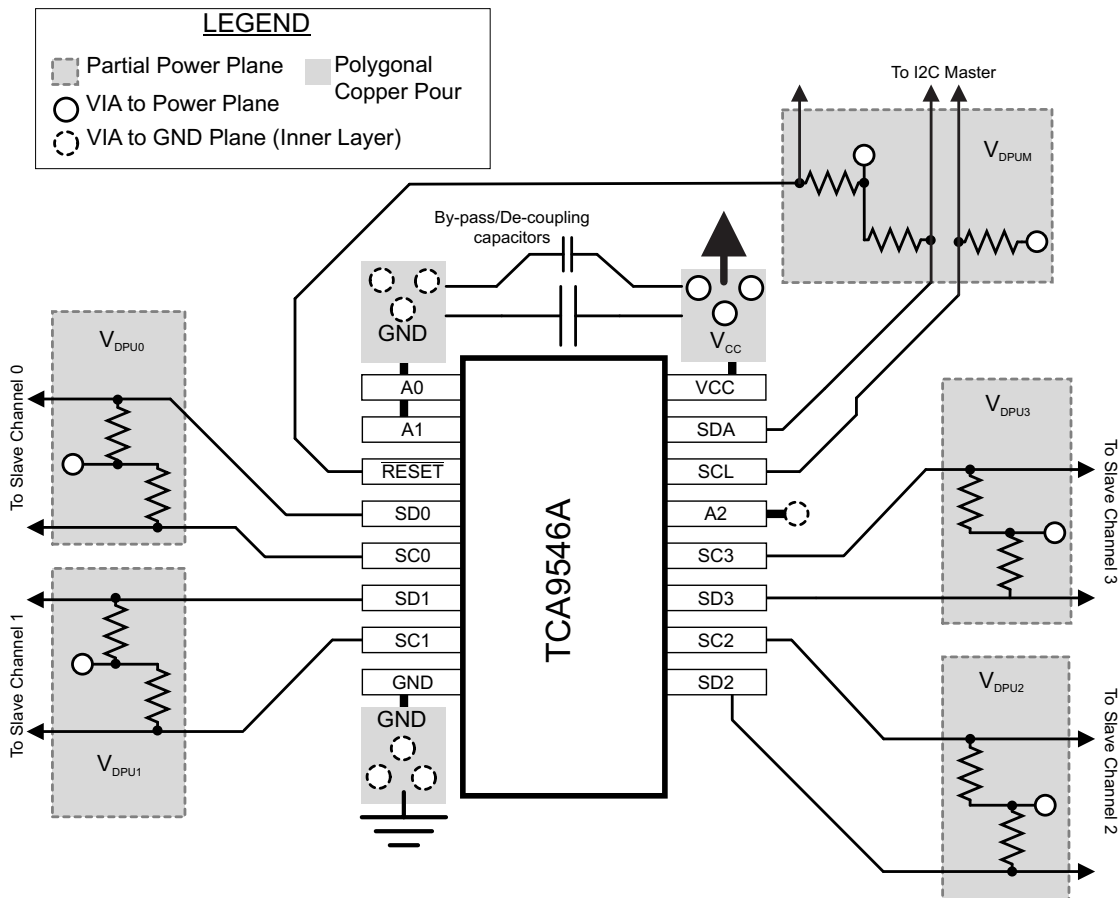 LEGEND
Partial Power Plane
Polygonal
Copper Pour
VIA to Power Plane
VIA to GND Plane (Inner Layer)
To I2C Master
VDPUM
By-pass/De-coupling
capacitors
GND
VCC
VDPU0
To Slave Channel 0
A0
A1
RESET
SD0
SC0
SD1
SC1
GND
TCA9546A
VCC
SDA
SCL
A2
SC3
SD3
SC2
SD2
VDPU3
To Slave Channel 3
To Slave Channel 1
VDPU1
GND
VDPU2
To Slave Channel 2